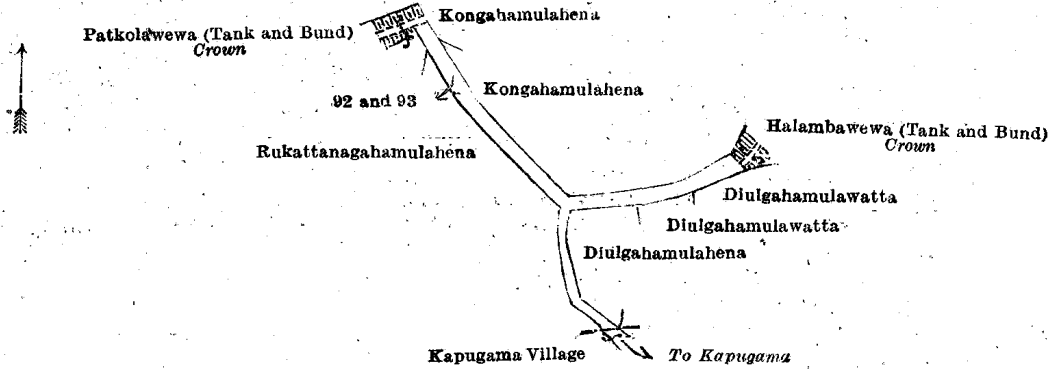 Kongahamulahena
Patkolawewa (Tank and Bund)
Crown
Kongahamulahena
92 and 93
Halambawewa (Tank and Bund)
Crown
Rukattanagahamulahena
Diulgahamulawatta
Diulgahamulawatta
Diulgahamulahena
Kapugama Village
To Kapugama